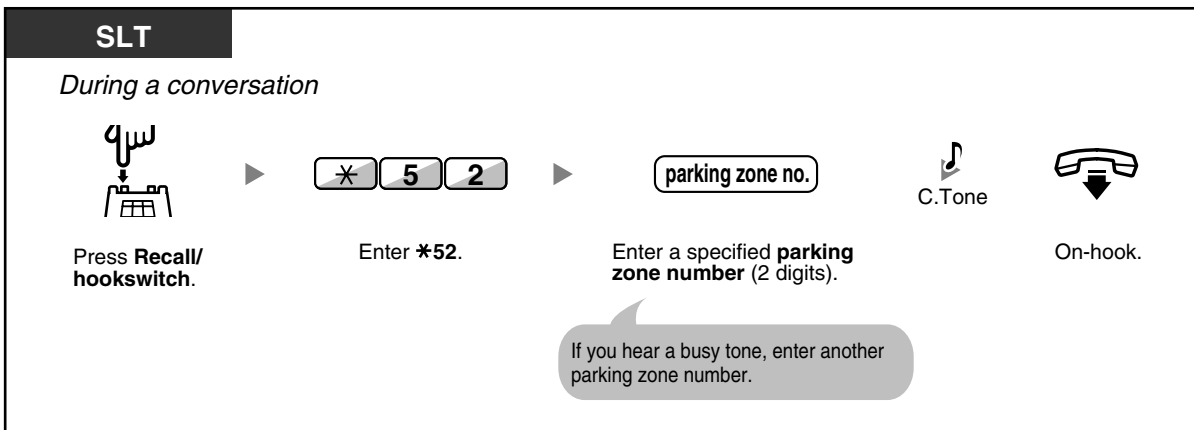 SLT
During a conversation
* 5 2
parking zone no.
C.Tone
Press Recall/
hookswitch.
Enter *52.
Enter a specified parking
zone number (2 digits).
On-hook.
If you hear a busy tone, enter another
parking zone number.